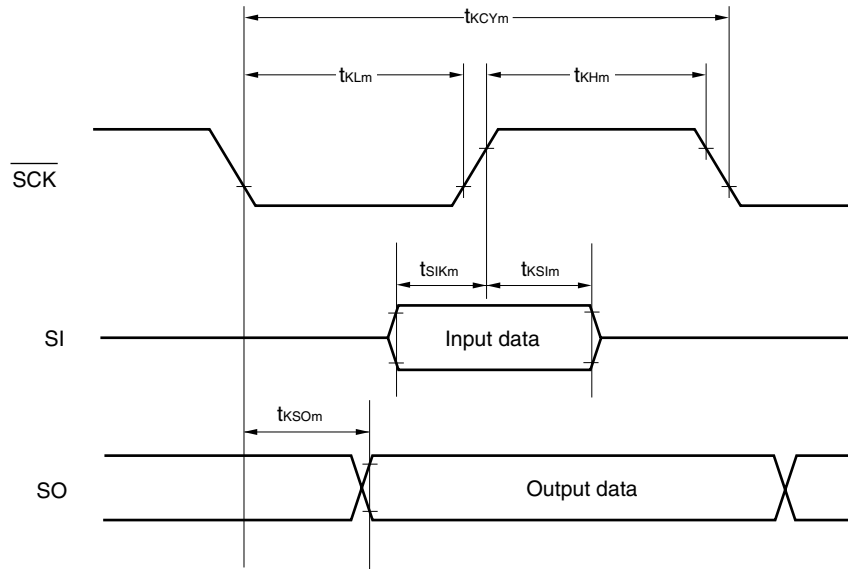 tKCYm
tKLm
tKHm
SCK
tSIKm
tKSIm
SI
Input data
tKSOm
SO
Output data